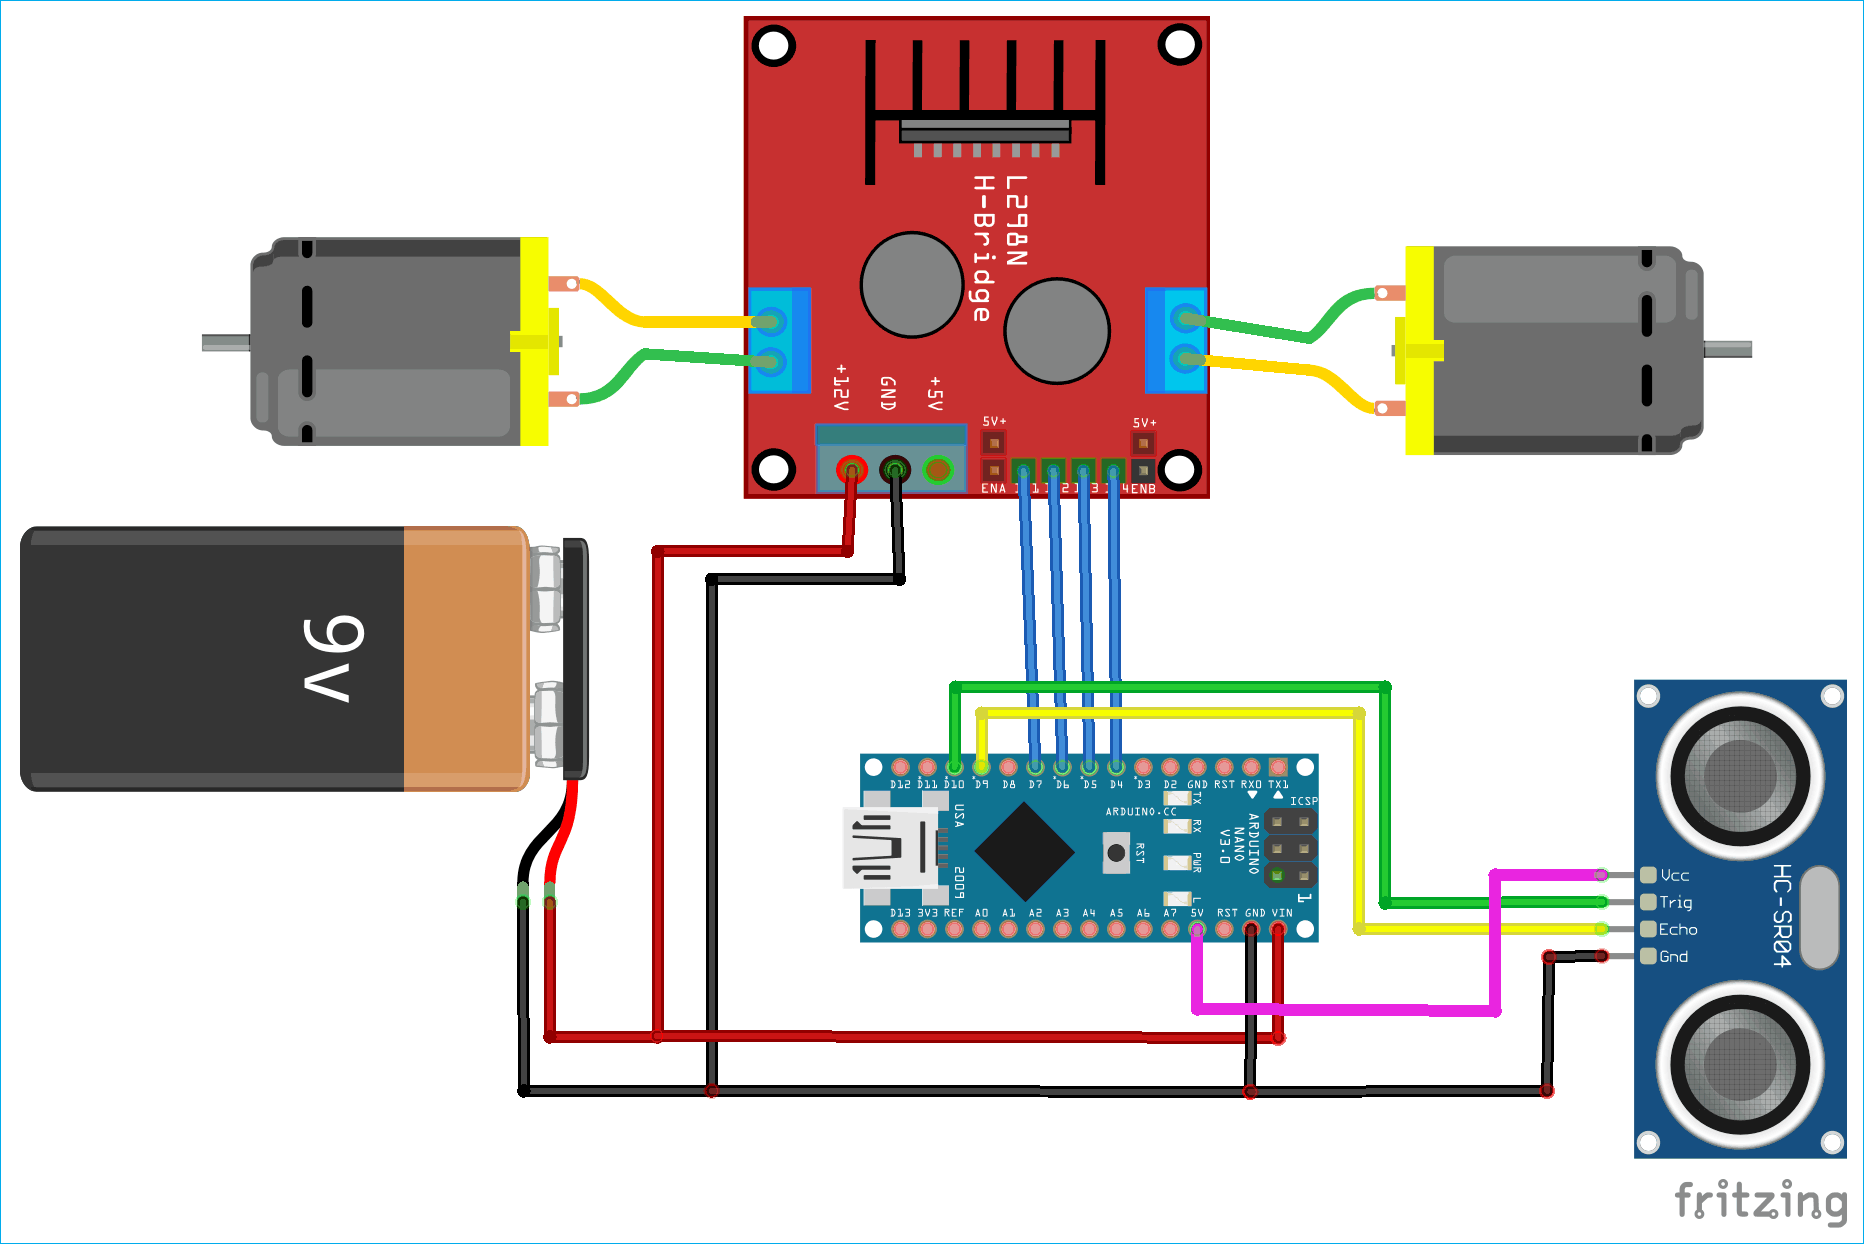 L298N
H-Bridge
+12V
GND
+5V
5V+
5V+
ENA
1
2
3
4
ENB
9v
D12 D11 D10 D9 D8 D7 D6 D5 D4 D3 D2 GND RST RX0 TX1
USA
2009
ARDUINO.CC
TX
RX
PWR
L
RST
ICSP
1
ARDUINO
NANO
V3.0
D13 3V3 REF A0 A1 A2 A3 A4 A5 A6 A7 5V RST GND VIN
Vcc
Trig
Echo
Gnd
HC-SR04
fritzing